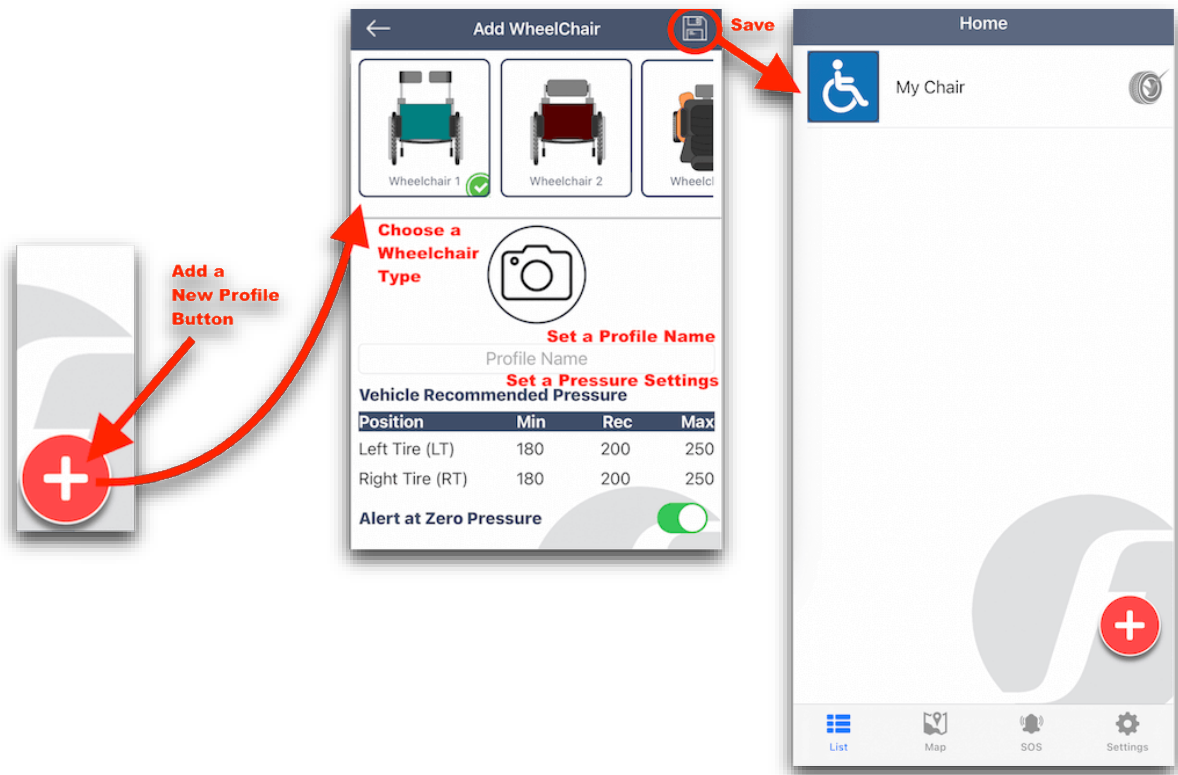 Add a
New Profile
Button
Add WheelChair
Save
Wheelchair 1
Wheelchair 2
Wheelcl
Choose a
Wheelchair
Type
Set a Profile Name
Profile Name
Set a Pressure Settings
Vehicle Recommended Pressure
Position Min Rec Max
Left Tire (LT) 180 200 250
Right Tire (RT) 180 200 250
Alert at Zero Pressure
Home
My Chair
List Map SOS Settings